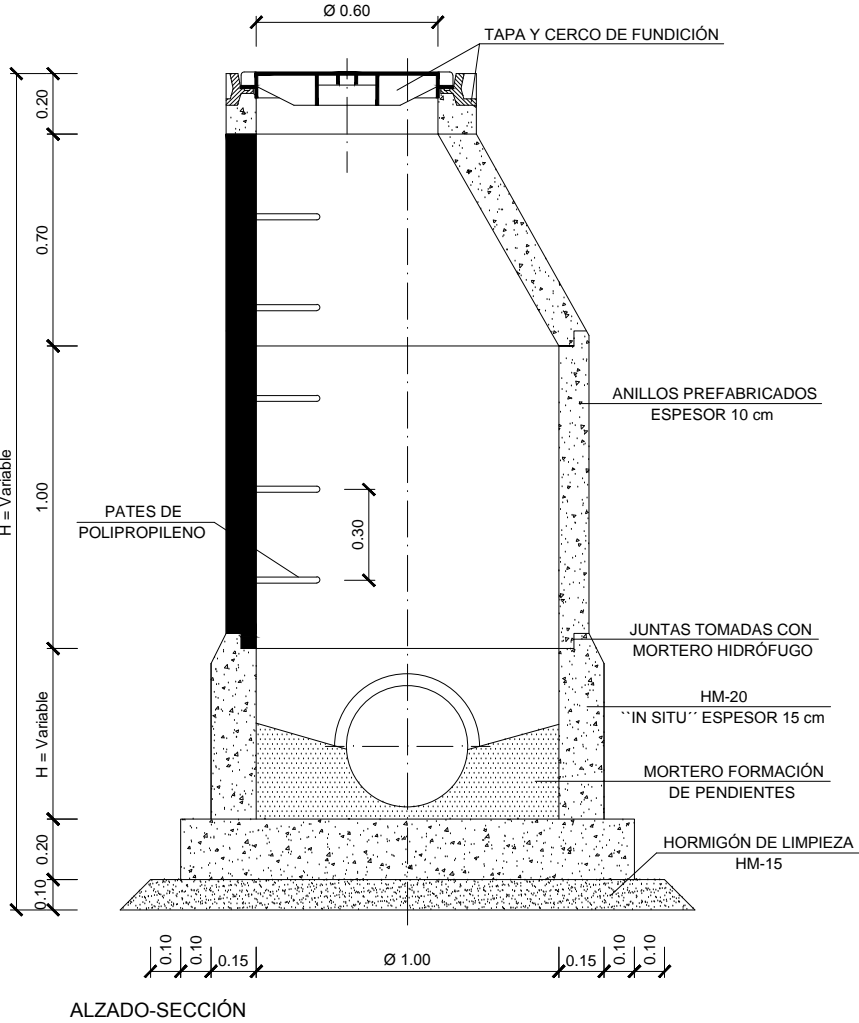 Ø 0.60
TAPA Y CERCO DE FUNDICIÓN
0.20
0.70
H = Variable
1.00
ANILLOS PREFABRICADOS
ESPESOR 10 cm
PATES DE
POLIPROPILENO
0.30
JUNTAS TOMADAS CON
MORTERO HIDRÓFUGO
H = Variable
HM-20
``IN SITU´´ ESPESOR 15 cm
MORTERO FORMACIÓN
DE PENDIENTES
0.20
HORMIGÓN DE LIMPIEZA
HM-15
0.10
0.10
0.10
0.15
Ø 1.00
0.15
0.10
0.10
ALZADO-SECCIÓN